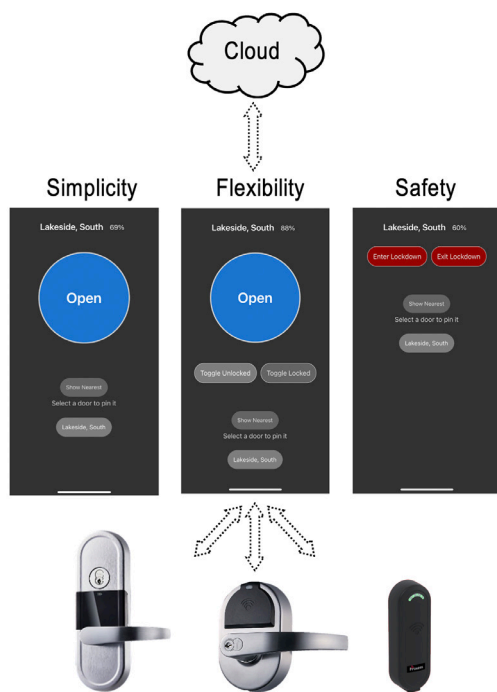 Cloud
Simplicity
Flexibility
Safety
Lakeside, South 69%
Open
Show Nearest
Select a door to pin it
Lakeside, South
Lakeside, South 88%
Open
Toggle Unlocked
Toggle Locked
Show Nearest
Select a door to pin it
Lakeside, South
Lakeside, South 60%
Enter Lockdown
Exit Lockdown
Show Nearest
Select a door to pin it
Lakeside, South